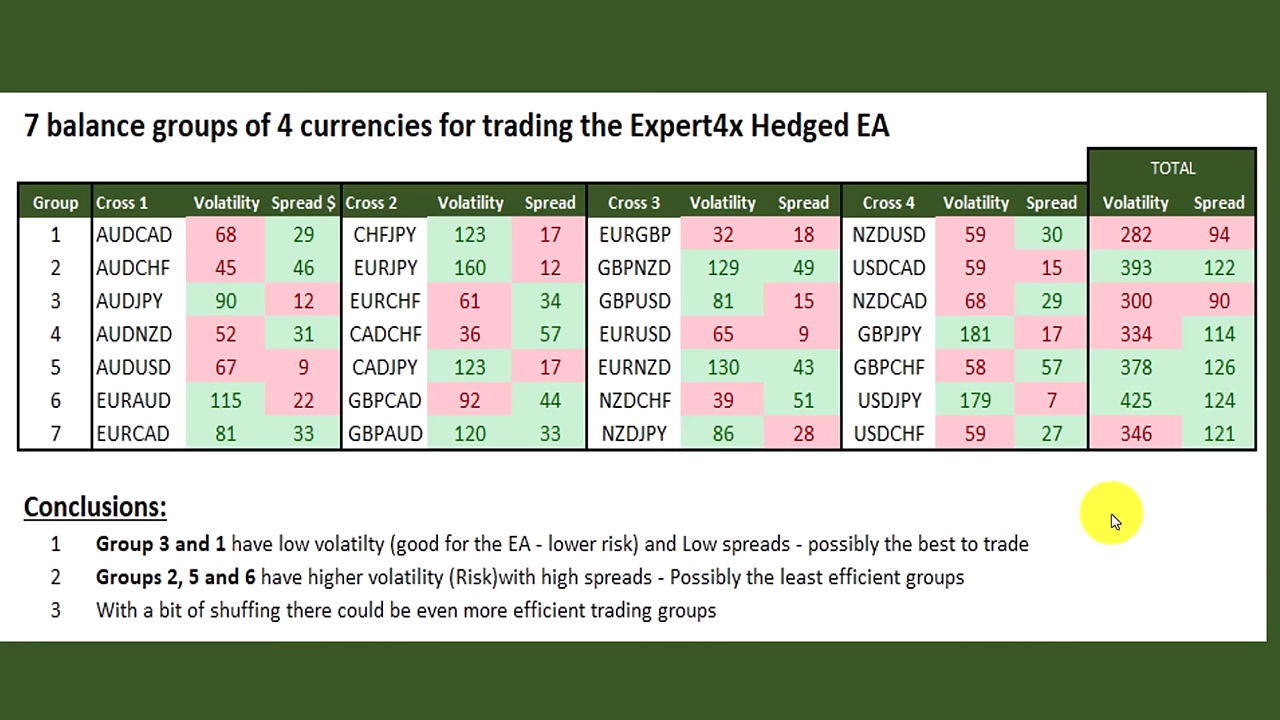 7 balance groups of 4 currencies for trading the Expert4x Hedged EA
TOTAL
Group Cross 1 Volatility Spread $ Cross 2 Volatility Spread Cross 3 Volatility Spread Cross 4 Volatility Spread Volatility Spread
1 AUDCAD 68 29 CHFJPY 123 17 EURGBP 32 18 NZDUSD 59 30 282 94
2 AUDCHF 45 46 EURJPY 160 12 GBPNZD 129 49 USDCAD 59 15 393 122
3 AUDJPY 90 12 EURCHF 61 34 GBPUSD 81 15 NZDCAD 68 29 300 90
4 AUDNZD 52 31 CADCHF 36 57 EURUSD 65 9 GBPJPY 181 17 334 114
5 AUDUSD 67 9 CADJPY 123 17 EURNZD 130 43 GBPCHF 58 57 378 126
6 EURAUD 115 22 GBPCAD 92 44 NZDCHF 39 51 USDJPY 179 7 425 124
7 EURCAD 81 33 GBPAUD 120 33 NZDJPY 86 28 USDCHF 59 27 346 121
Conclusions:
1 Group 3 and 1 have low volatilty (good for the EA - lower risk) and Low spreads - possibly the best to trade
2 Groups 2, 5 and 6 have higher volatility (Risk)with high spreads - Possibly the least efficient groups
3 With a bit of shuffing there could be even more efficient trading groups